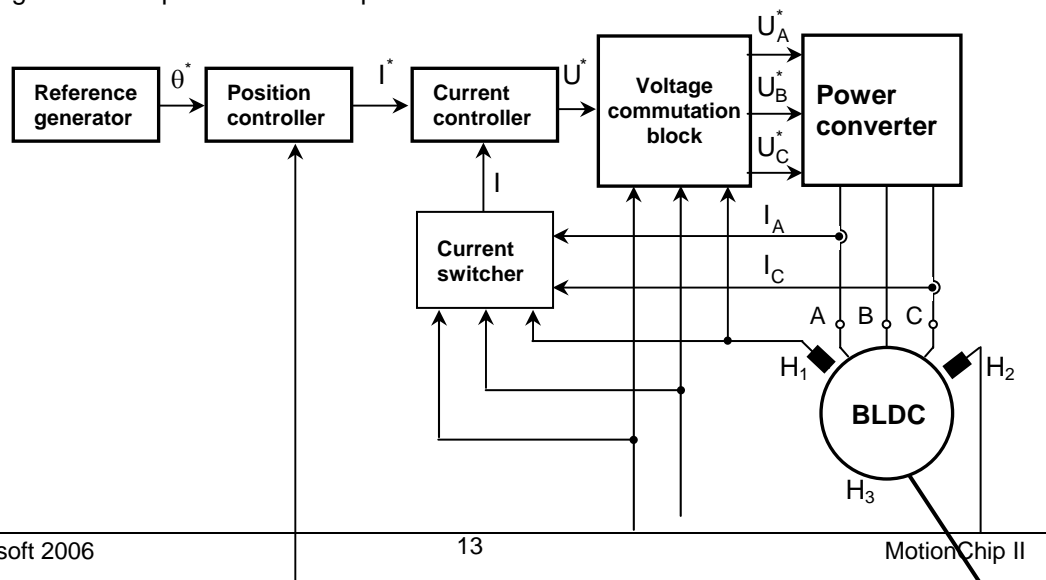 Reference generator
θ*
Position controller
I*
Current controller
U*
Voltage commutation block
U*A
U*B
U*C
Power converter
I
Current switcher
IA
IC
A
B
C
H1
H2
BLDC
H3
soft 2006
13
MotionChip II